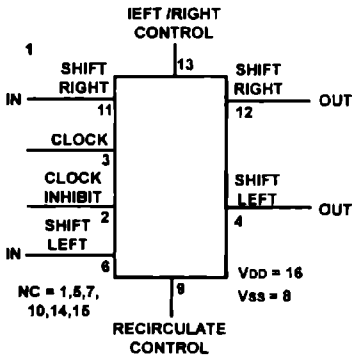 IEFT /RIGHT
CONTROL
1
13
SHIFT
RIGHT
IN
11
SHIFT
RIGHT
OUT
12
CLOCK
3
CLOCK
INHIBIT
2
SHIFT
LEFT
OUT
4
SHIFT
LEFT
IN
6
NC = 1,5,7,
10,14,15
9
VDD = 16
VSS = 8
RECIRCULATE
CONTROL